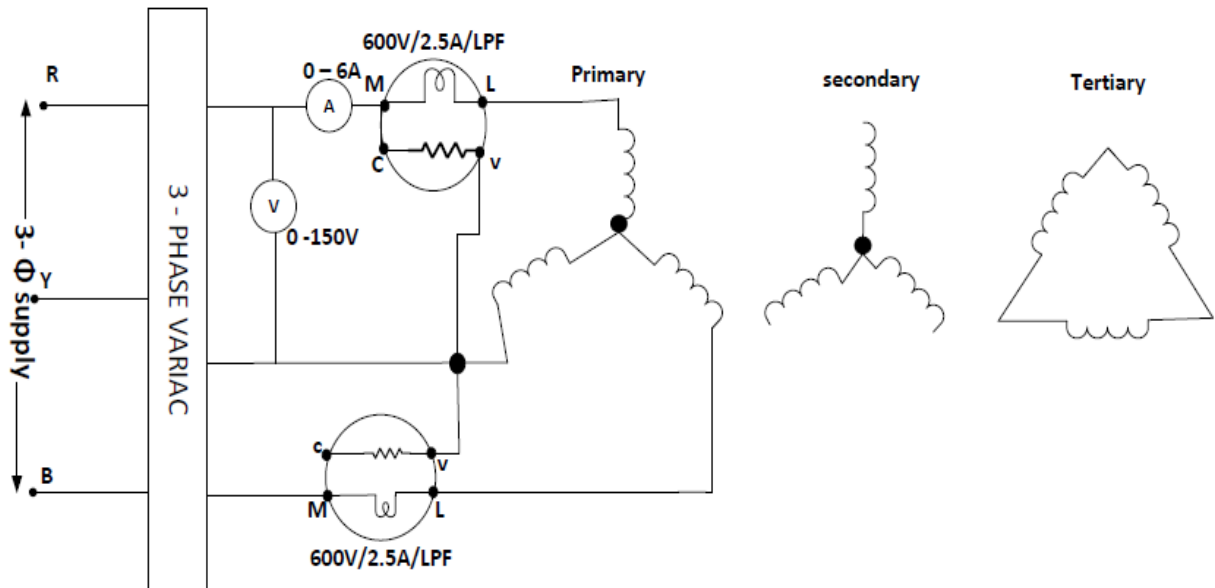 600V/2.5A/LPF
R
0 – 6A
M
L
Primary
secondary
Tertiary
A
C
v
V
0 -150V
3- Φ supply
Y
3 - PHASE VARIAC
B
c
v
M
L
600V/2.5A/LPF